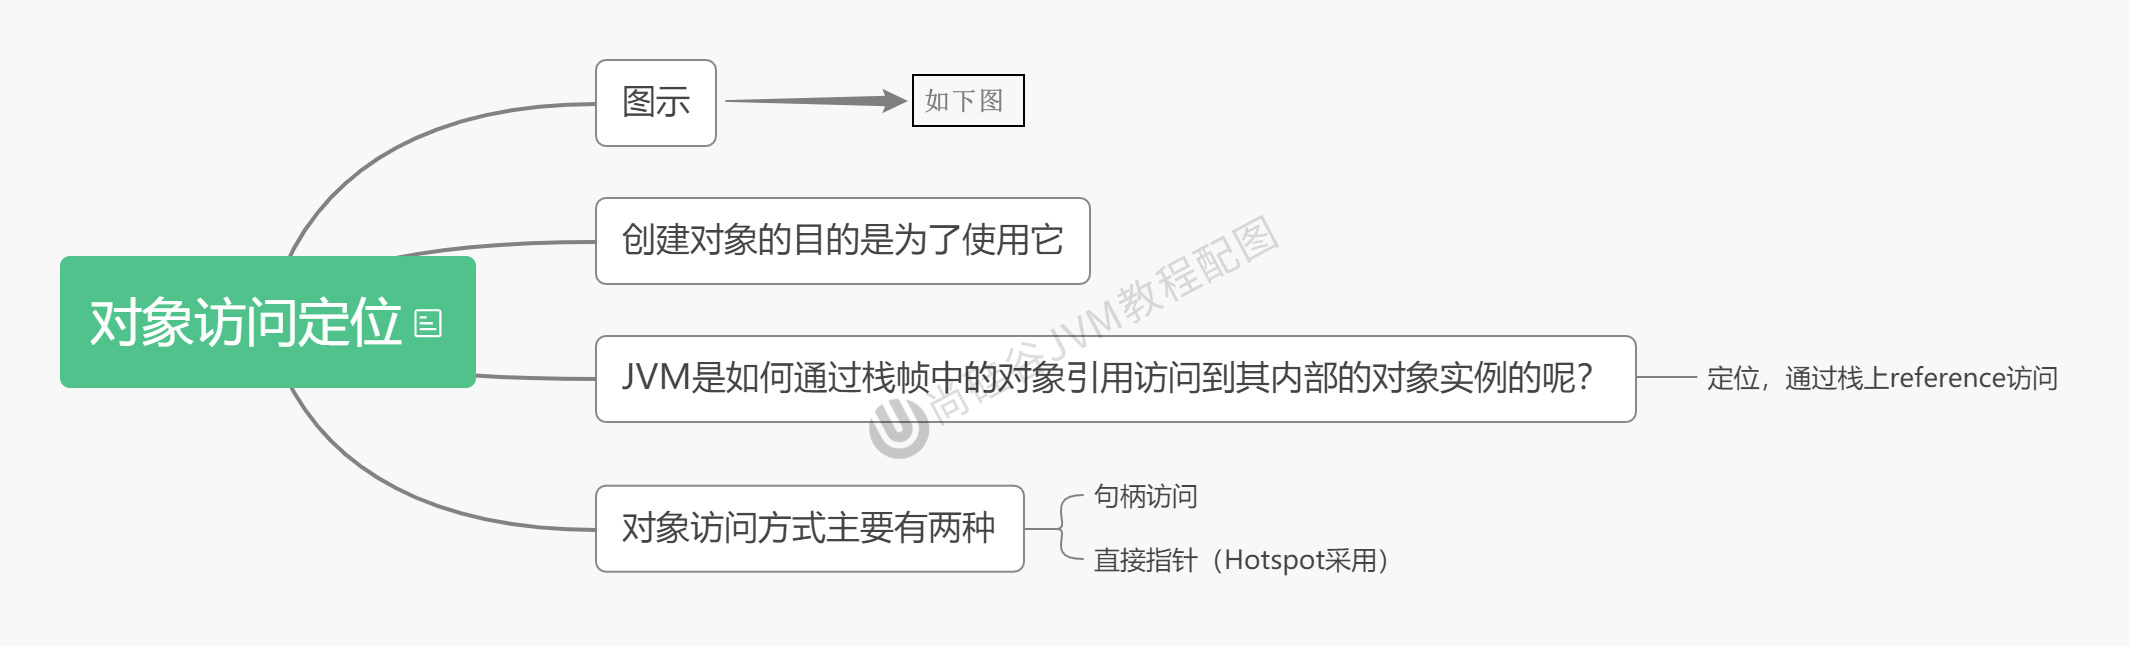 图示
如下图
创建对象的目的是为了使用它
对象访问定位
JVM是如何通过栈帧中的对象引用访问到其内部的对象实例的呢？
定位，通过栈上reference访问
对象访问方式主要有两种
句柄访问
直接指针（Hotspot采用）
尚硅谷JVM教程配图